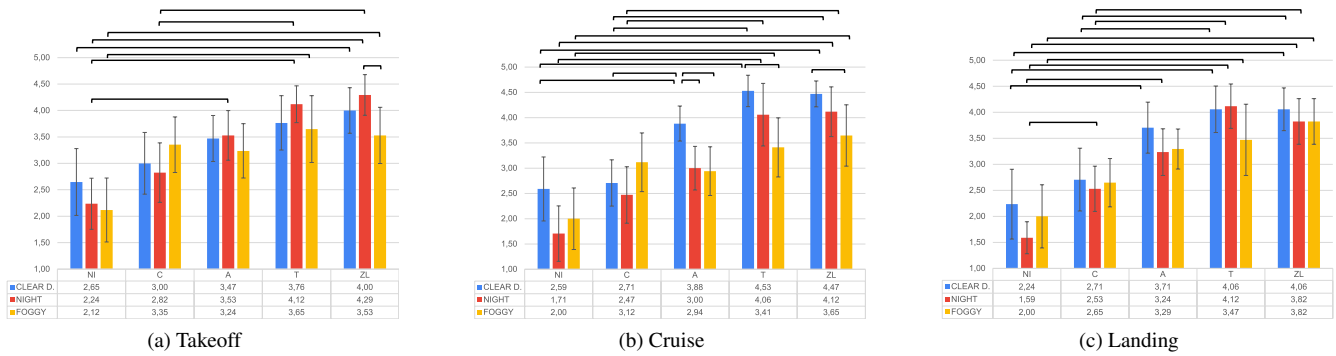 5,00
4,50
4,00
3,50
3,00
2,50
2,00
1,50
1,00
NI C A T ZL
CLEAR D. 2,65 3,00 3,47 3,76 4,00
NIGHT 2,24 2,82 3,53 4,12 4,29
FOGGY 2,12 3,35 3,24 3,65 3,53
(a) Takeoff
5,00
4,50
4,00
3,50
3,00
2,50
2,00
1,50
1,00
NI C A T ZL
CLEAR D. 2,59 2,71 3,88 4,53 4,47
NIGHT 1,71 2,47 3,00 4,06 4,12
FOGGY 2,00 3,12 2,94 3,41 3,65
(b) Cruise
5,00
4,50
4,00
3,50
3,00
2,50
2,00
1,50
1,00
NI C A T ZL
CLEAR D. 2,24 2,71 3,71 4,06 4,06
NIGHT 1,59 2,53 3,24 4,12 3,82
FOGGY 2,00 2,65 3,29 3,47 3,82
(c) Landing